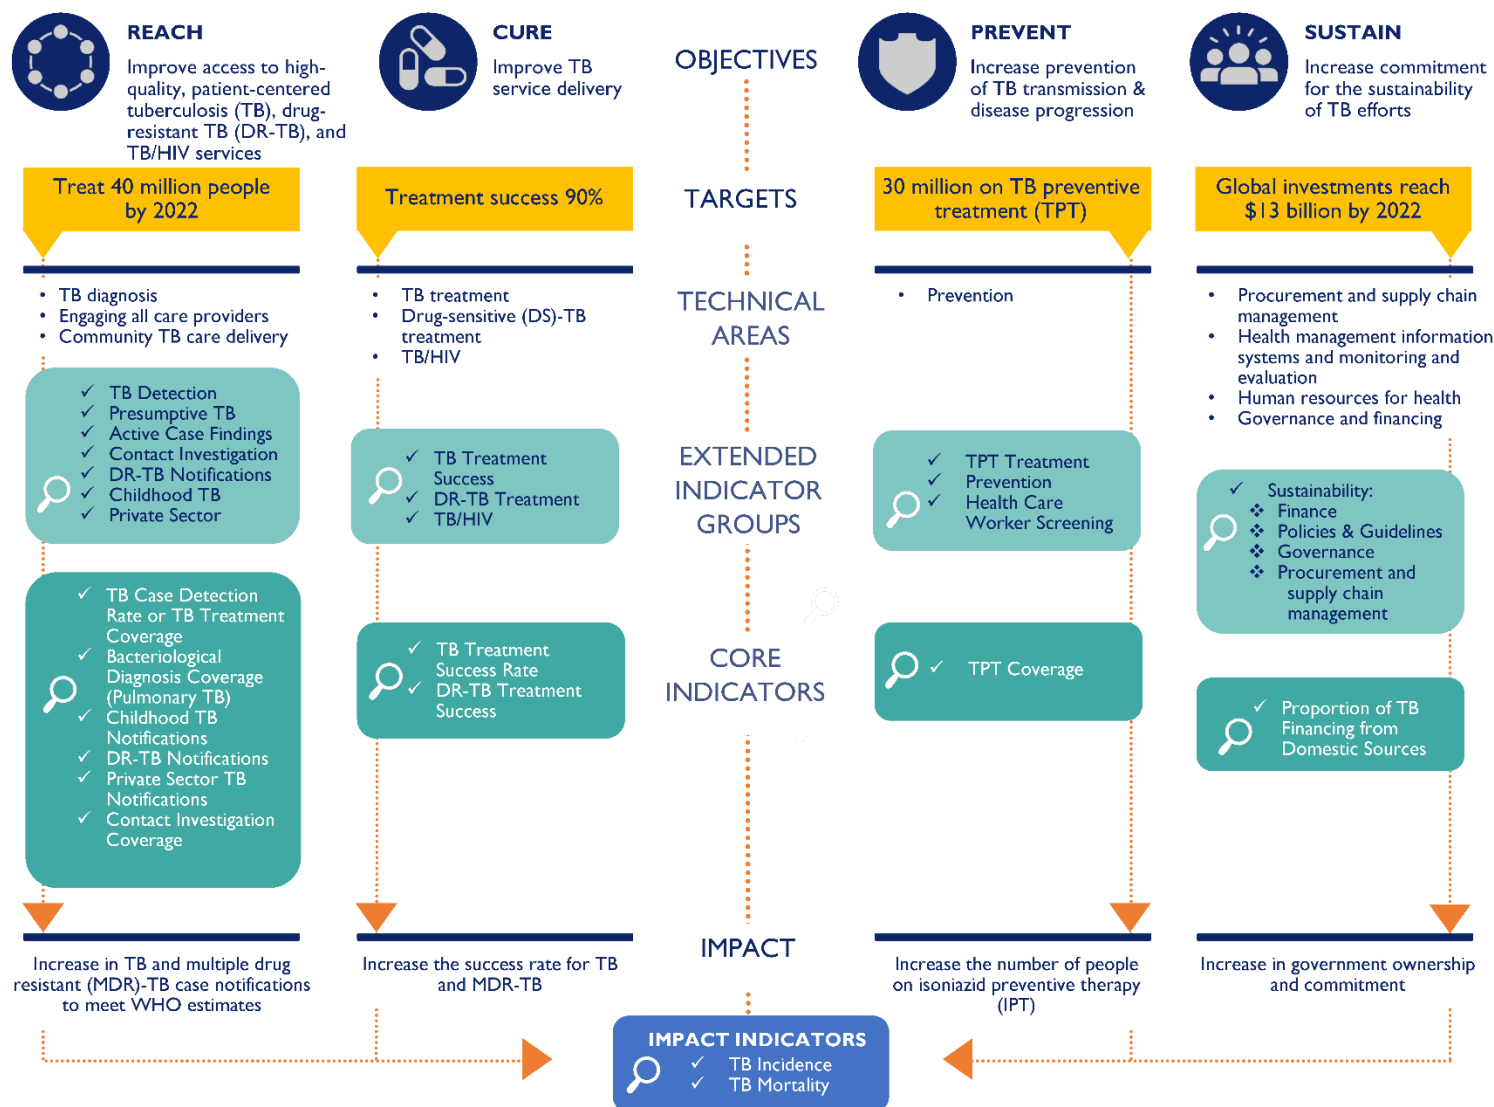 REACH
Improve access to high-
quality, patient-centered
tuberculosis (TB), drug-
resistant TB (DR-TB), and
TB/HIV services
CURE
Improve TB
service delivery
OBJECTIVES
PREVENT
Increase prevention
of TB transmission &
disease progression
SUSTAIN
Increase commitment
for the sustainability
of TB efforts
Treat 40 million people
by 2022
Treatment success 90%
TARGETS
30 million on TB preventive
treatment (TPT)
Global investments reach
$13 billion by 2022
• TB diagnosis
• Engaging all care providers
• Community TB care delivery
• TB treatment
• Drug-sensitive (DS)-TB
treatment
• TB/HIV
TECHNICAL
AREAS
• Prevention
• Procurement and supply chain
management
• Health management information
systems and monitoring and
evaluation
• Human resources for health
• Governance and financing
✓ TB Detection
✓ Presumptive TB
✓ Active Case Findings
✓ Contact Investigation
✓ DR-TB Notifications
✓ Childhood TB
✓ Private Sector
✓ TB Treatment
Success
✓ DR-TB Treatment
✓ TB/HIV
EXTENDED
INDICATOR
GROUPS
✓ TPT Treatment
✓ Prevention
✓ Health Care
Worker Screening
✓ Sustainability:
❖ Finance
❖ Policies & Guidelines
❖ Governance
❖ Procurement and
supply chain
management
✓ TB Case Detection
Rate or TB Treatment
Coverage
✓ Bacteriological
Diagnosis Coverage
(Pulmonary TB)
✓ Childhood TB
Notifications
✓ DR-TB Notifications
✓ Private Sector TB
Notifications
✓ Contact Investigation
Coverage
✓ TB Treatment
Success Rate
✓ DR-TB Treatment
Success
CORE
INDICATORS
✓ TPT Coverage
✓ Proportion of TB
Financing from
Domestic Sources
Increase in TB and multiple drug
resistant (MDR)-TB case notifications
to meet WHO estimates
Increase the success rate for TB
and MDR-TB
IMPACT
Increase the number of people
on isoniazid preventive therapy
(IPT)
Increase in government ownership
and commitment
IMPACT INDICATORS
✓ TB Incidence
✓ TB Mortality